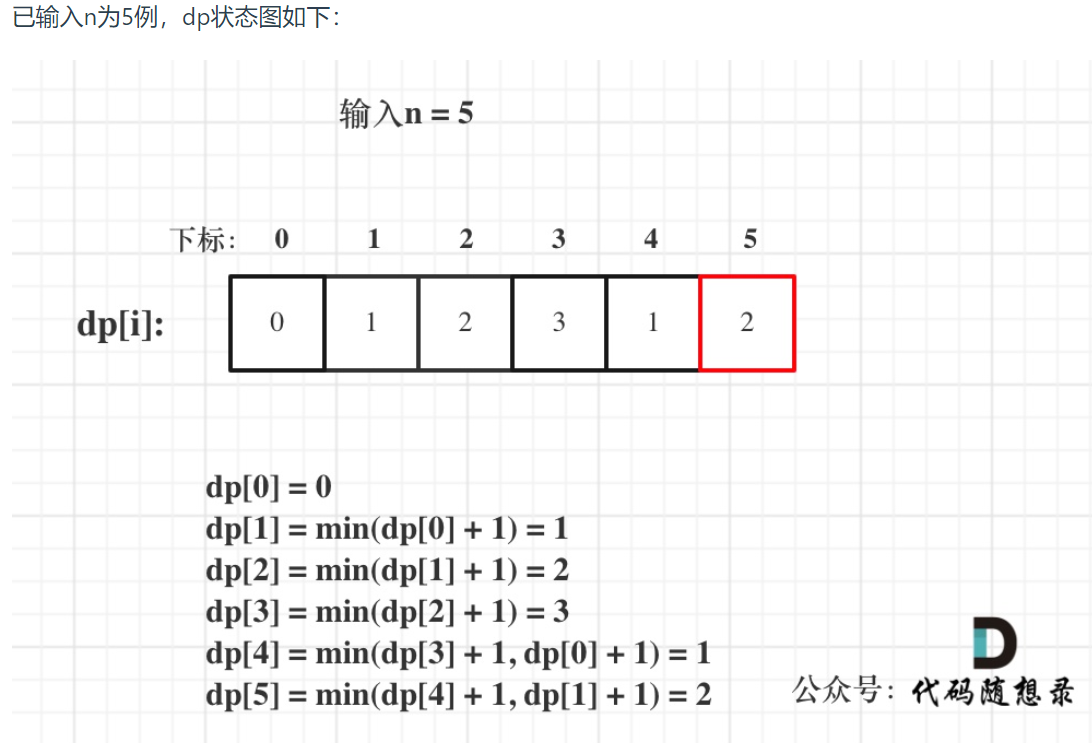 已输入n为5例，dp状态图如下：
输入n = 5
下标： 0 1 2 3 4 5
dp[i]: 0 1 2 3 1 2
dp[0] = 0
dp[1] = min(dp[0] + 1) = 1
dp[2] = min(dp[1] + 1) = 2
dp[3] = min(dp[2] + 1) = 3
dp[4] = min(dp[3] + 1, dp[0] + 1) = 1
dp[5] = min(dp[4] + 1, dp[1] + 1) = 2
公众号：代码随想录